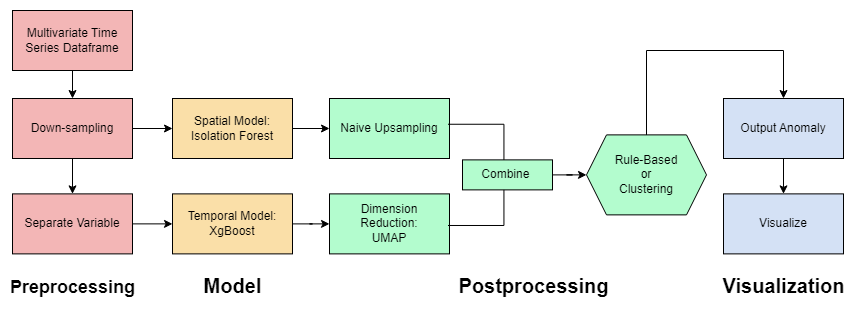 Multivariate Time
Series Dataframe
Down-sampling
Spatial Model:
Isolation Forest
Naive Upsampling
Combine
Rule-Based
or
Clustering
Output Anomaly
Separate Variable
Temporal Model:
XgBoost
Dimension
Reduction:
UMAP
Visualize
Preprocessing
Model
Postprocessing
Visualization